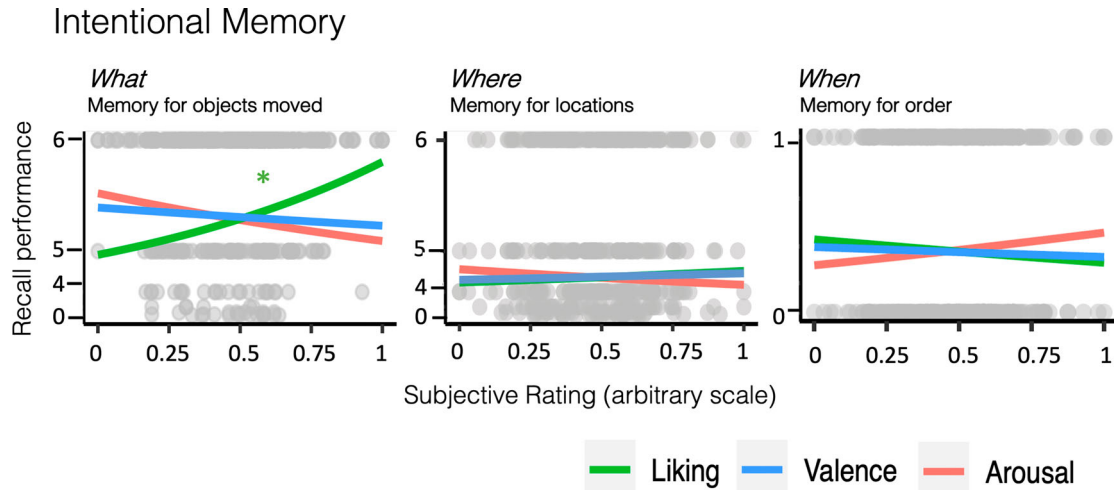 Intentional Memory
What
Memory for objects moved
Where
Memory for locations
When
Memory for order
Recall performance
6
5
4
0
0 0.25 0.5 0.75 1
*
6
5
4
0
0 0.25 0.5 0.75 1
1
0
0 0.25 0.5 0.75 1
Subjective Rating (arbitrary scale)
Liking Valence Arousal